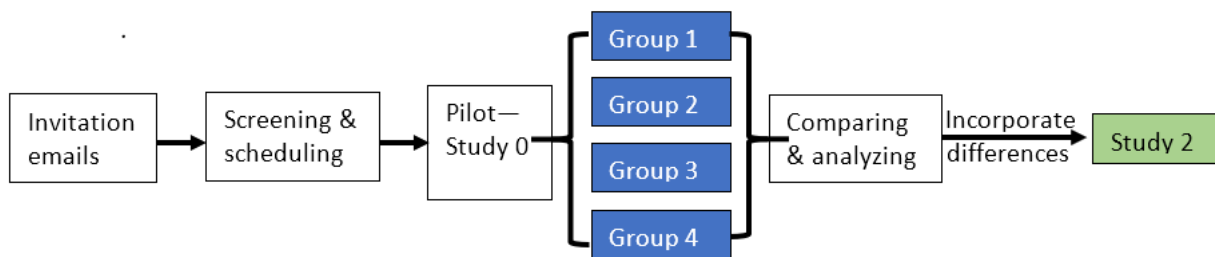 Invitation
emails
Screening &
scheduling
Pilot—
Study 0
Group 1
Group 2
Group 3
Group 4
Comparing
& analyzing
Incorporate
differences
Study 2